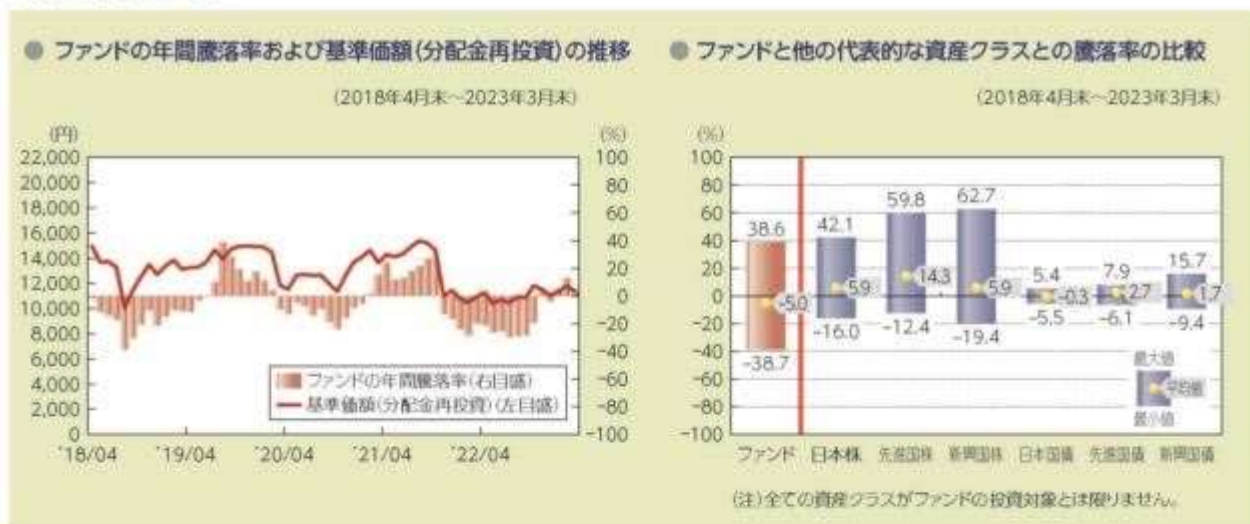 ● ファンドの年間騰落率および基準価額(分配金再投資)の推移
(2018年4月末~2023年3月末)
(円)
(%)
22,000
20,000
18,000
16,000
14,000
12,000
10,000
8,000
6,000
4,000
2,000
0
100
80
60
40
20
0
-20
-40
-60
-80
-100
ファンドの年間騰落率(右目盛)
基準価額(分配金再投資)(左目盛)
'18/04 '19/04 '20/04 '21/04 '22/04
● ファンドと他の代表的な資産クラスとの騰落率の比較
(2018年4月末~2023年3月末)
(%)
100
80
60
40
20
0
-20
-40
-60
-80
-100
38.6 42.1 59.8 62.7 5.4 7.9 15.7
-5.0 5.9 14.3 5.9 -0.3 2.7 1.7
-38.7 -16.0 -12.4 -19.4 -5.5 -6.1 -9.4
最大値
平均値
最小値
ファンド 日本株 先進国株 新興国株 日本国債 先進国債 新興国債
(注)全ての資産クラスがファンドの投資対象とは限りません。